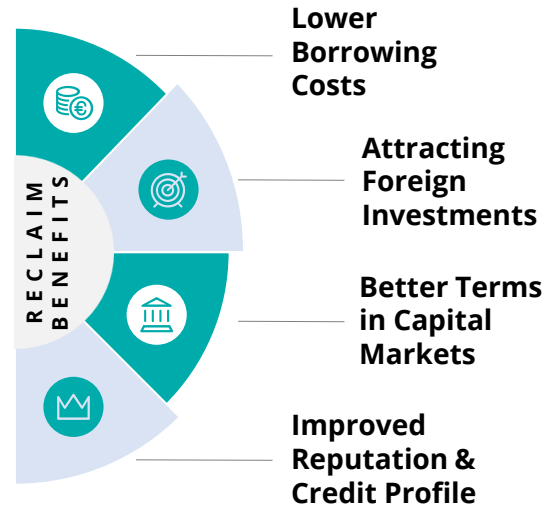 RECLAIM
BENEFITS
Lower
Borrowing
Costs
Attracting
Foreign
Investments
Better Terms
in Capital
Markets
Improved
Reputation &
Credit Profile
€